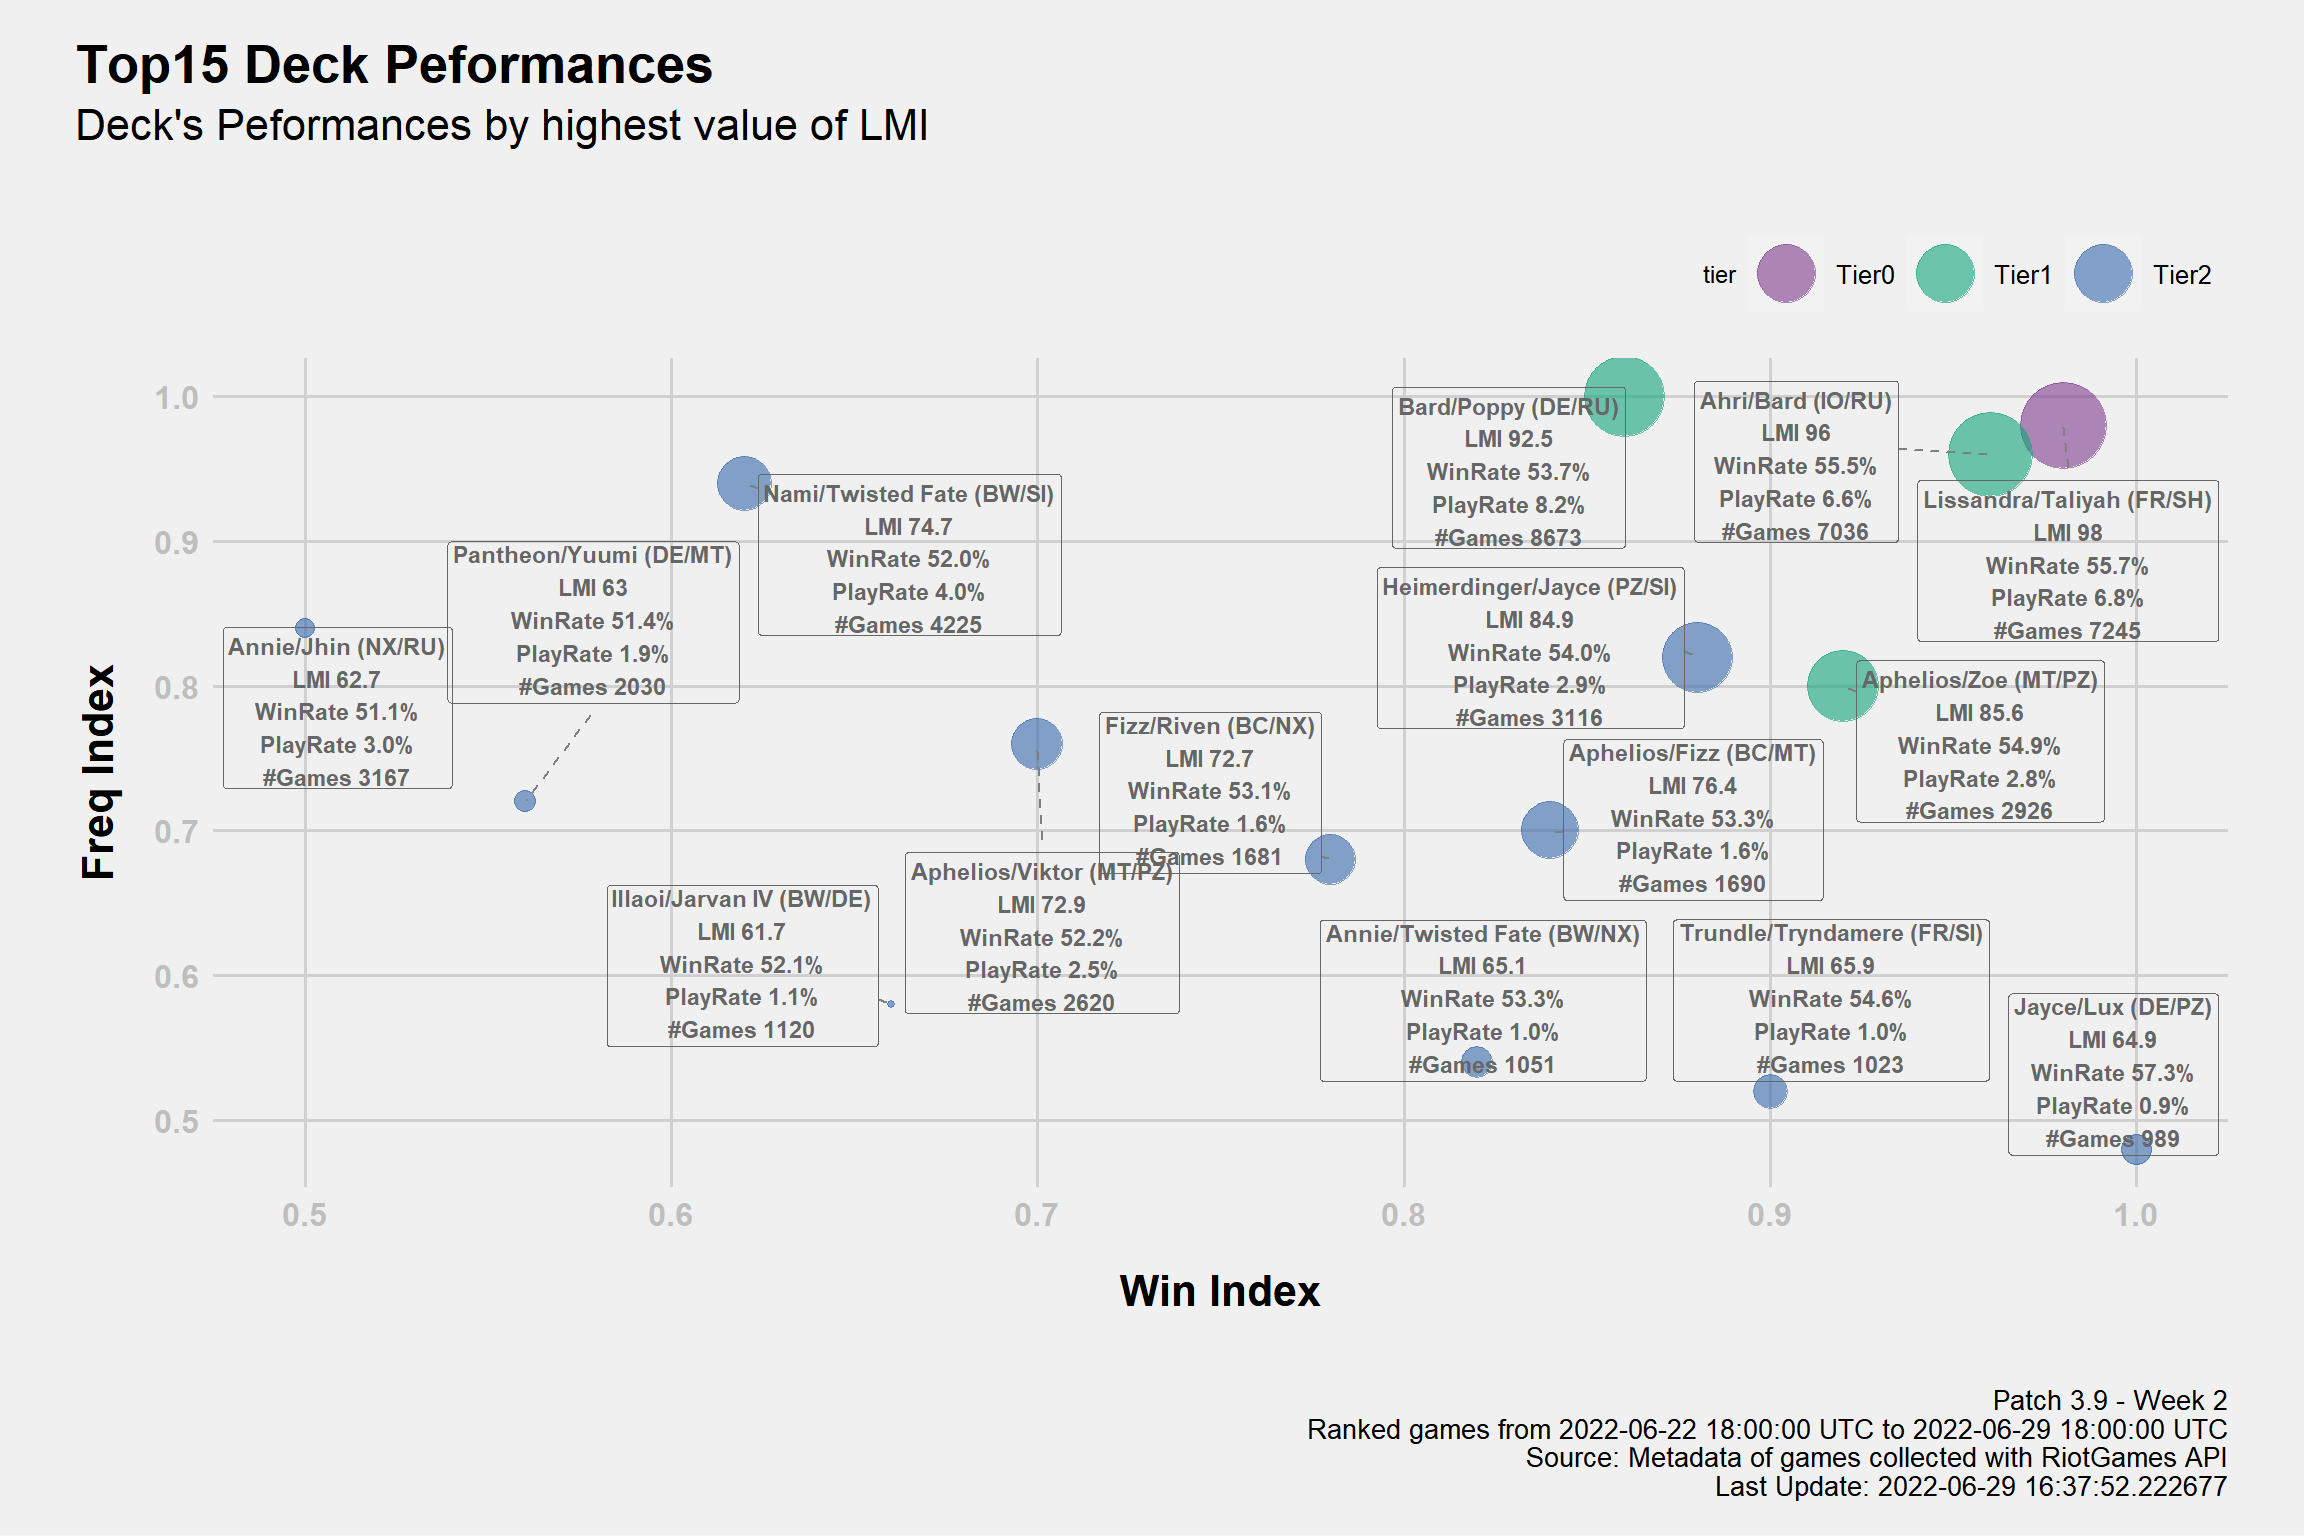 Top15 Deck Peformances
Deck's Peformances by highest value of LMI
tier
Tier0
Tier1
Tier2
Freq Index
1.0
0.9
0.8
0.7
0.6
0.5
Bard/Poppy (DE/RU)
LMI 92.5
WinRate 53.7%
PlayRate 8.2%
#Games 8673
Ahri/Bard (IO/RU)
LMI 96
WinRate 55.5%
PlayRate 6.6%
#Games 7036
Lissandra/Taliyah (FR/SH)
LMI 98
WinRate 55.7%
PlayRate 6.8%
#Games 7245
Nami/Twisted Fate (BW/SI)
LMI 74.7
WinRate 52.0%
PlayRate 4.0%
#Games 4225
Pantheon/Yuumi (DE/MT)
LMI 63
WinRate 51.4%
PlayRate 1.9%
#Games 2030
Annie/Jhin (NX/RU)
LMI 62.7
WinRate 51.1%
PlayRate 3.0%
#Games 3167
Heimerdinger/Jayce (PZ/SI)
LMI 84.9
WinRate 54.0%
PlayRate 2.9%
#Games 3116
Aphelios/Zoe (MT/PZ)
LMI 85.6
WinRate 54.9%
PlayRate 2.8%
#Games 2926
Fizz/Riven (BC/NX)
LMI 72.7
WinRate 53.1%
PlayRate 1.6%
#Games 1681
Aphelios/Fizz (BC/MT)
LMI 76.4
WinRate 53.3%
PlayRate 1.6%
#Games 1690
Aphelios/Viktor (MT/PZ)
LMI 72.9
WinRate 52.2%
PlayRate 2.5%
#Games 2620
Illaoi/Jarvan IV (BW/DE)
LMI 61.7
WinRate 52.1%
PlayRate 1.1%
#Games 1120
Annie/Twisted Fate (BW/NX)
LMI 65.1
WinRate 53.3%
PlayRate 1.0%
#Games 1051
Trundle/Tryndamere (FR/SI)
LMI 65.9
WinRate 54.6%
PlayRate 1.0%
#Games 1023
Jayce/Lux (DE/PZ)
LMI 64.9
WinRate 57.3%
PlayRate 0.9%
#Games 989
0.5
0.6
0.7
0.8
0.9
1.0
Win Index
Patch 3.9 - Week 2
Ranked games from 2022-06-22 18:00:00 UTC to 2022-06-29 18:00:00 UTC
Source: Metadata of games collected with RiotGames API
Last Update: 2022-06-29 16:37:52.222677